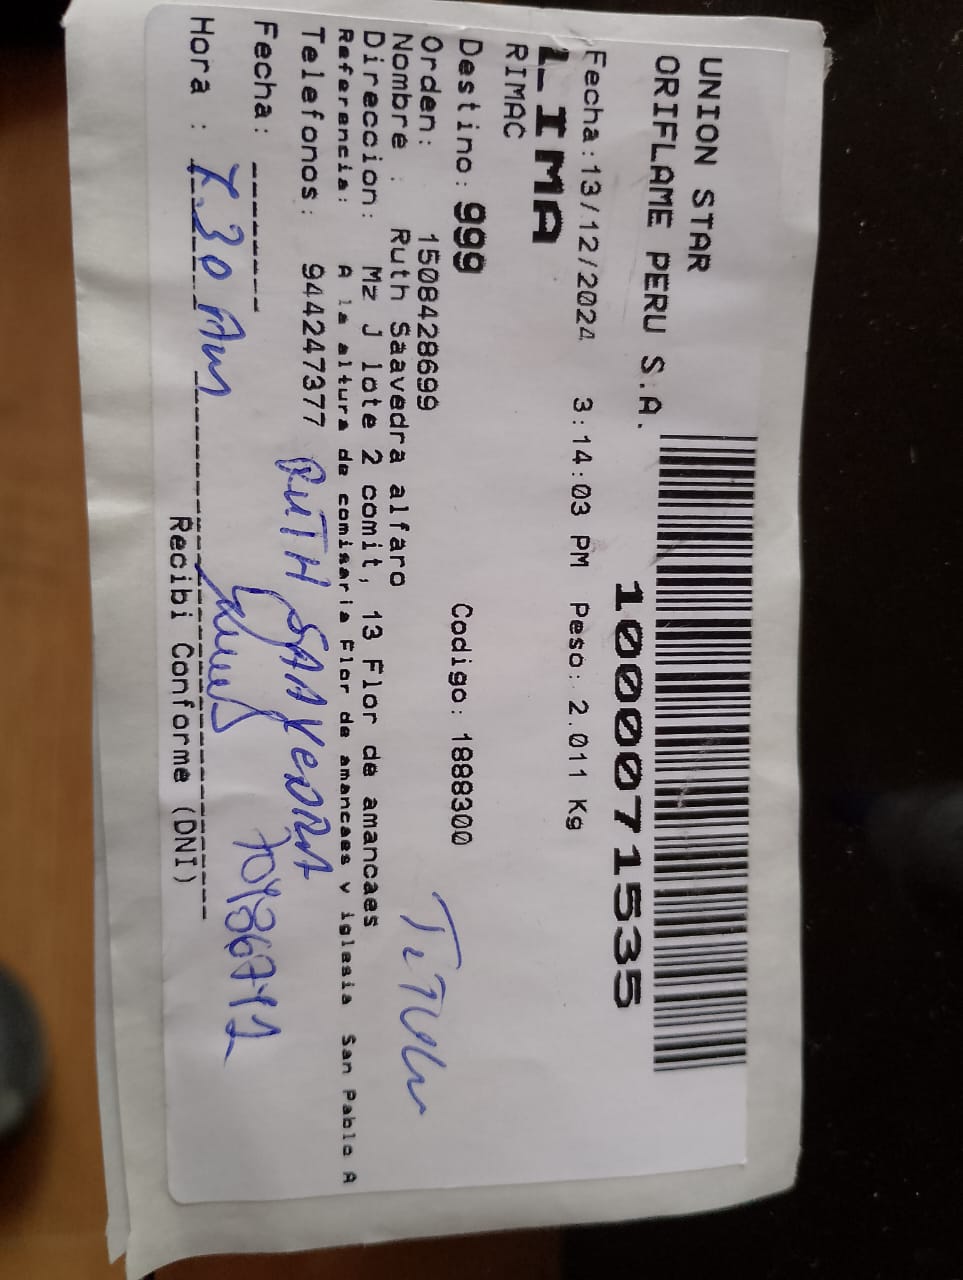 UNION STAR
ORIFLAME PERU S.A.
1000071535
Fecha:13/12/2024 3:14:03 PM Peso: 2.011 Kg
LIMA
RIMAC
Destino: 999 Codigo: 1888300
Orden: 150842869​9
Nombre : Ruth Saavedra alfaro
Titular
Direccion: Mz J lote 2 comit, 13 Flor de amancaes
Referencia: A la altura de comisaria Flor de amancaes y iglesia San Pablo A
Telefonos: 944247377
RUTH SAAVEDRA
Fecha:
Hora : 7.30 Am
Recibi Conforme (DNI)